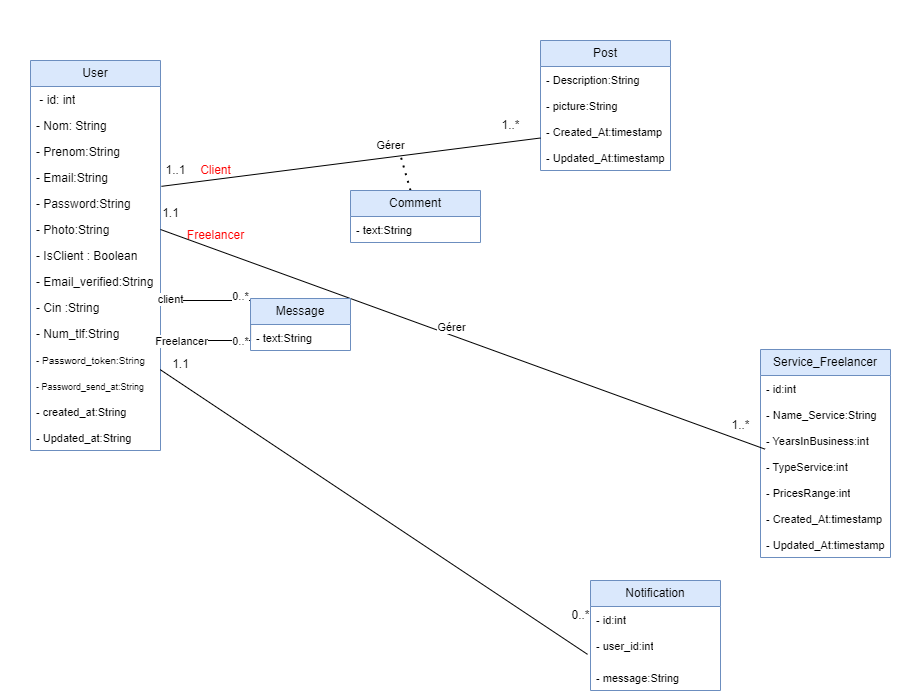 User
- id: int
- Nom: String
- Prenom:String
- Email:String
- Password:String
- Photo:String
- IsClient : Boolean
- Email_verified:String
- Cin :String
- Num_tlf:String
- Password_token:String
- Password_send_at:String
- created_at:String
- Updated_at:String
1..1
Client
Gérer
1..*
Post
- Description:String
- picture:String
- Created_At:timestamp
- Updated_At:timestamp
Comment
- text:String
1.1
Freelancer
Gérer
1..*
client
0..*
Freelancer
0..*
Message
- text:String
Service_Freelancer
- id:int
- Name_Service:String
- YearsInBusiness:int
- TypeService:int
- PricesRange:int
- Created_At:timestamp
- Updated_At:timestamp
1.1
0..*
Notification
- id:int
- user_id:int
- message:String